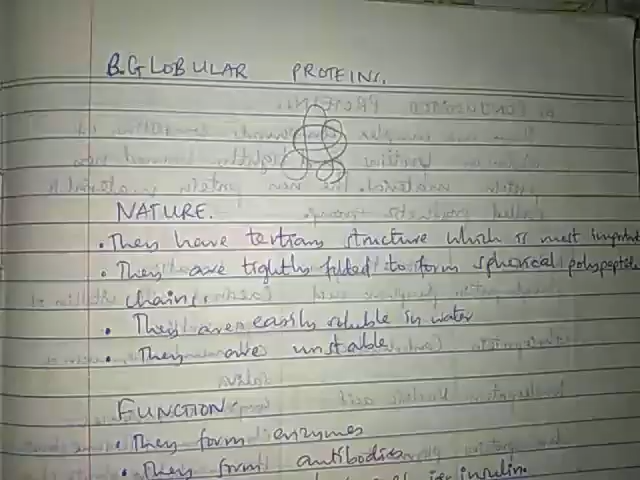 B. GLOBULAR PROTEINS.
NATURE.
• They have tertiary structure which is most important
• They are tightly folded to form spherical polypeptide
chains.
• They are easily soluble in water
• They are unstable
FUNCTION:
• They form enzymes
• They form antibodies
insulin.